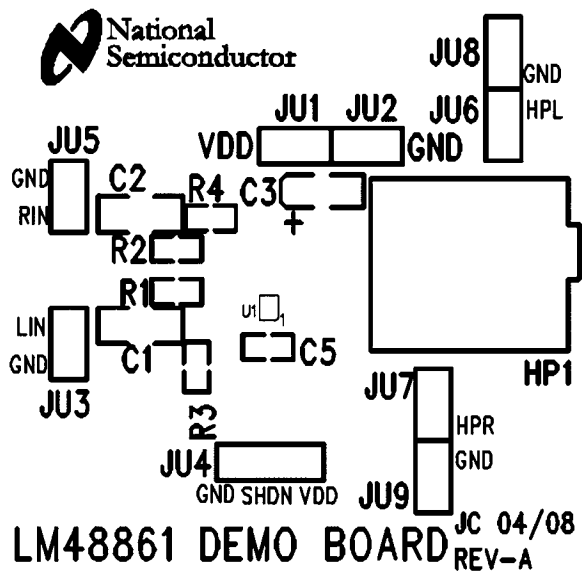 National
Semiconductor
JU8
GND
JU6
HPL
JU1 JU2
VDD
GND
JU5
GND
RIN
C2
R4
C3
+
R2
R1
U1
1
LIN
GND
C1
C5
JU3
R3
HP1
JU7
HPR
GND
JU9
JU4
GND SHDN VDD
LM48861 DEMO BOARD
JC 04/08
REV-A